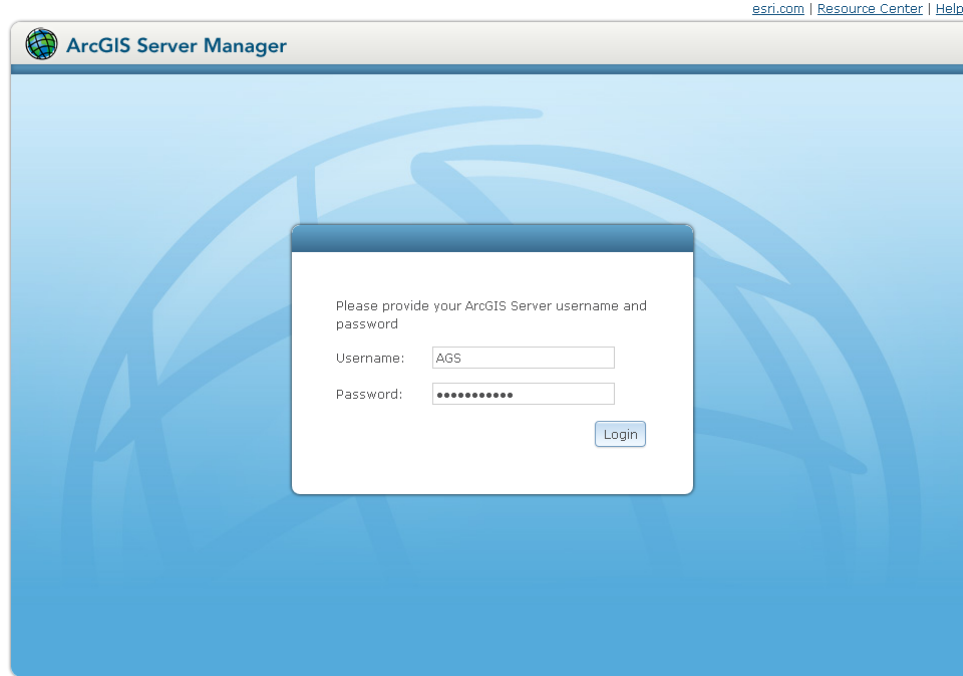 esri.com | Resource Center | Help
ArcGIS Server Manager
Please provide your ArcGIS Server username and
password
Username: AGS
Password: •••••••••••
Login